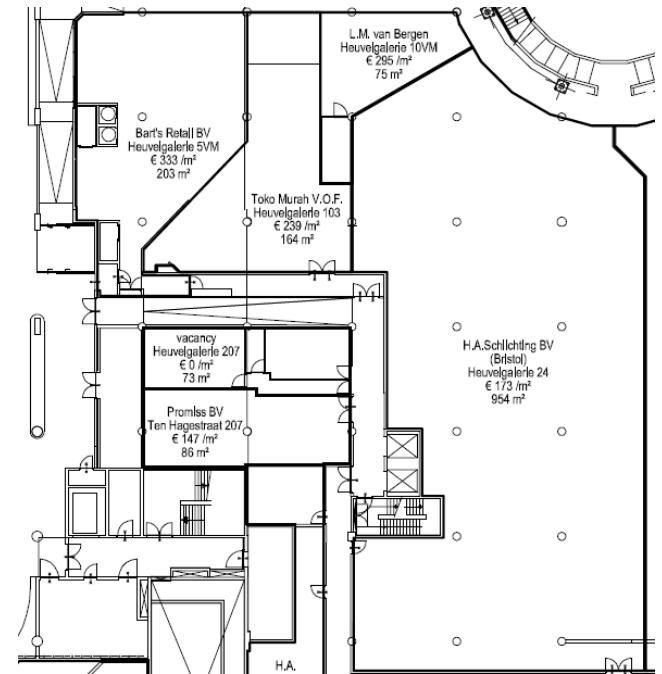 L.M. van Bergen
Heuvelgalerie 10VM
€ 295 /m²
75 m²
Bart's Retail BV
Heuvelgalerie 5VM
€ 333 /m²
203 m²
Toko Murah V.O.F.
Heuvelgalerie 103
€ 239 /m²
164 m²
vacancy
Heuvelgalerie 207
€ 0 /m²
73 m²
H.A.Schlichting BV
(Bristol)
Heuvelgalerie 24
€ 173 /m²
954 m²
Promiss BV
Ten Hagestraat 207
€ 147 /m²
86 m²
H.A.